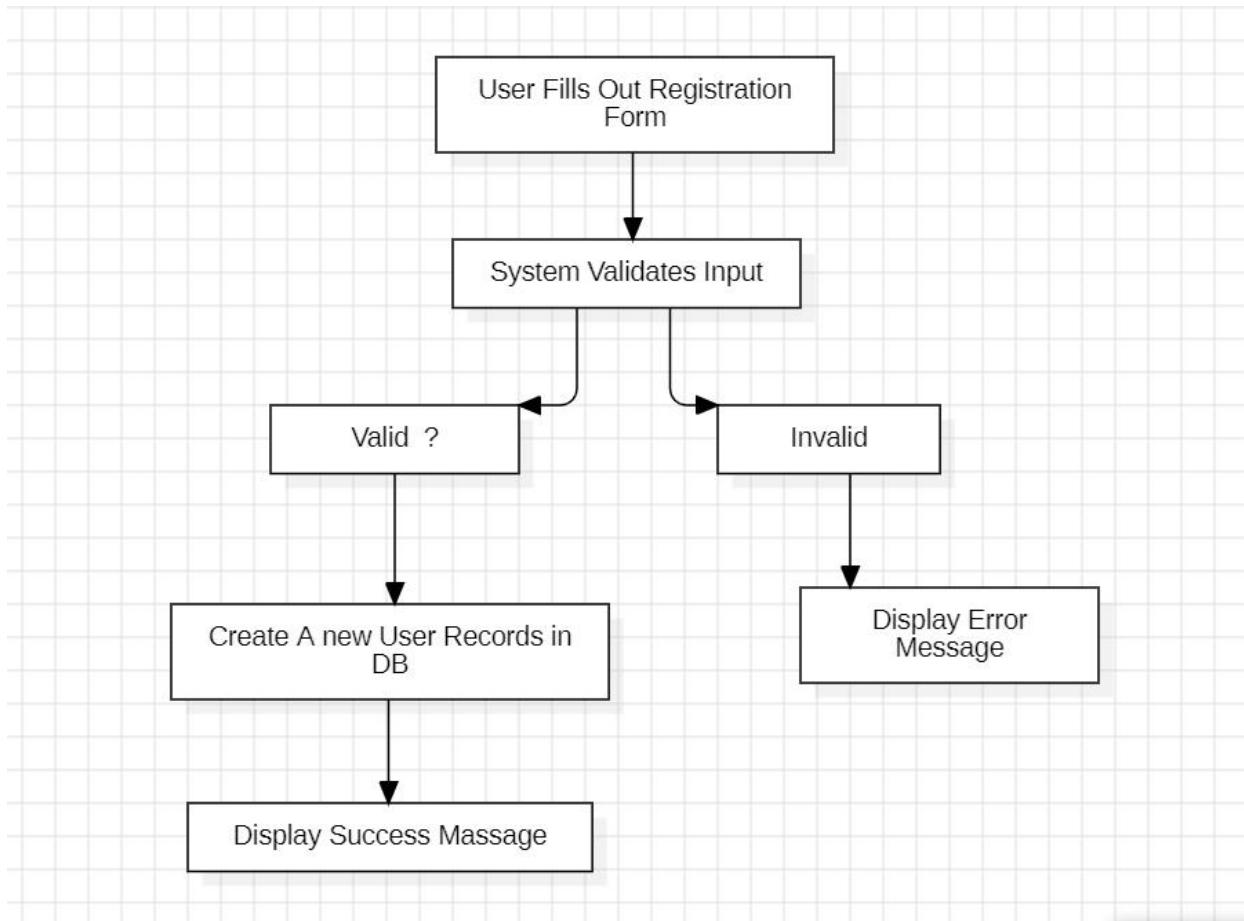 User Fills Out Registration
Form
System Validates Input
Valid ?
Invalid
Create A new User Records in
DB
Display Error
Message
Display Success Massage